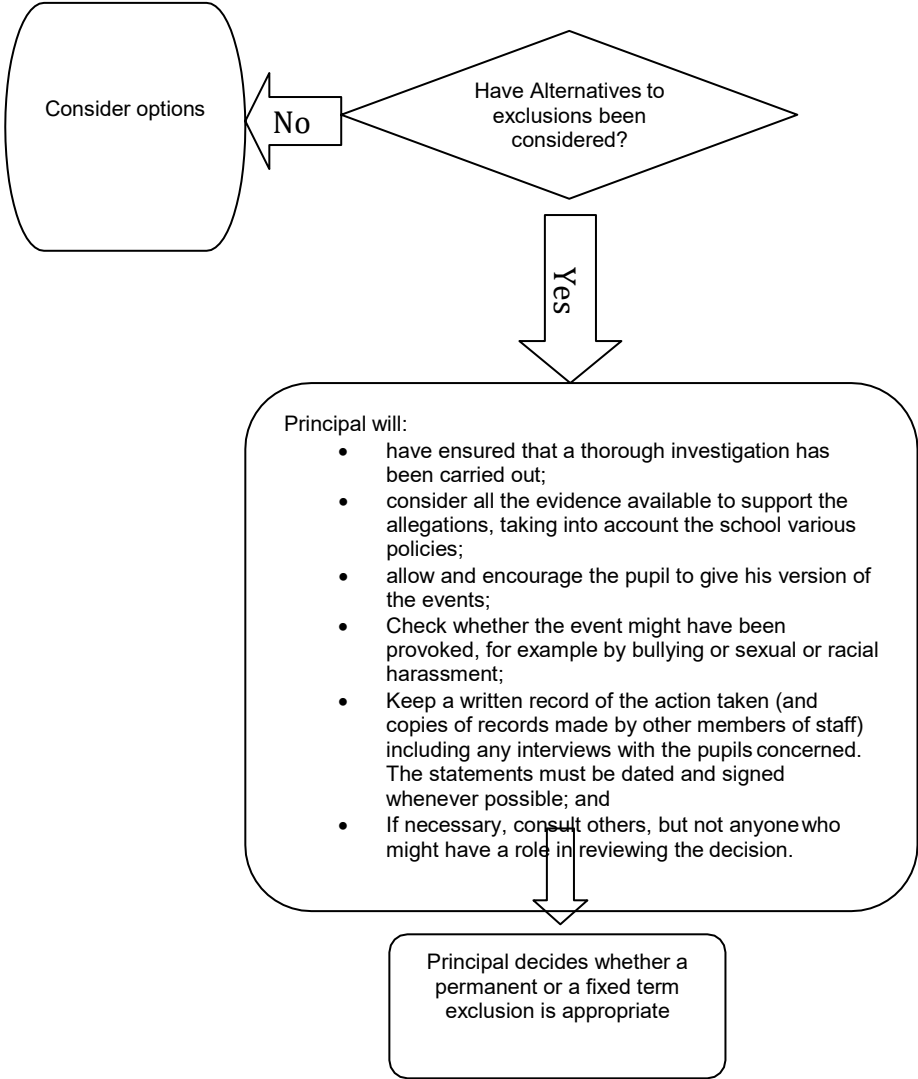 Consider options
No
Have Alternatives to
exclusions been
considered?
Yes
Principal will:
• have ensured that a thorough investigation has
been carried out;
• consider all the evidence available to support the
allegations, taking into account the school various
policies;
• allow and encourage the pupil to give his version of
the events;
• Check whether the event might have been
provoked, for example by bullying or sexual or racial
harassment;
• Keep a written record of the action taken (and
copies of records made by other members of staff)
including any interviews with the pupils concerned.
The statements must be dated and signed
whenever possible; and
• If necessary, consult others, but not anyone who
might have a role in reviewing the decision.
Principal decides whether a
permanent or a fixed term
exclusion is appropriate